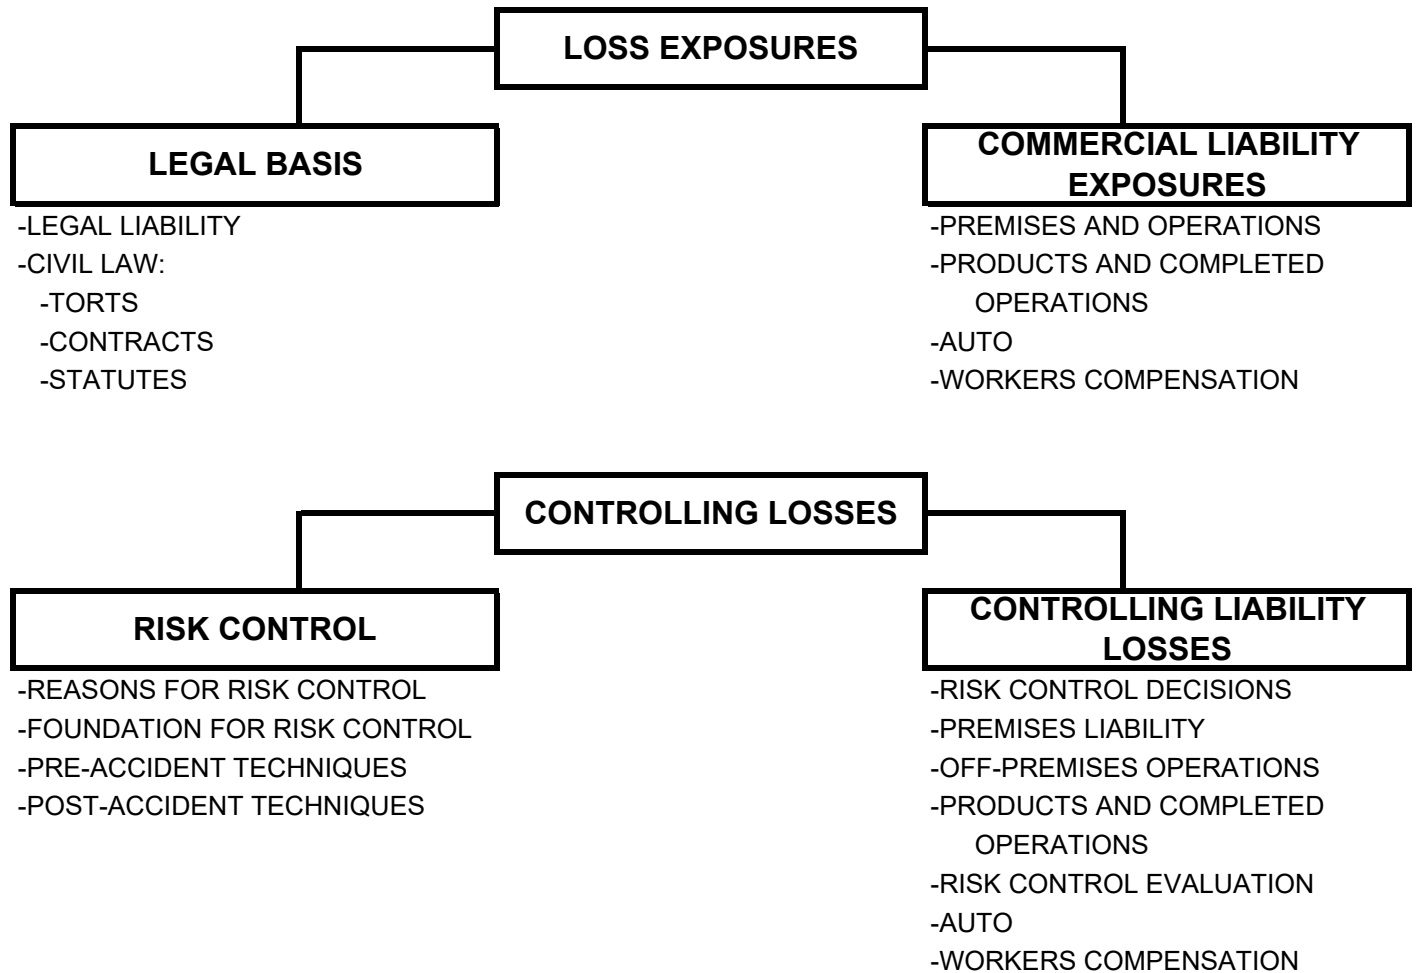 LOSS EXPOSURES
LEGAL BASIS
-LEGAL LIABILITY
-CIVIL LAW:
-TORTS
-CONTRACTS
-STATUTES
COMMERCIAL LIABILITY
EXPOSURES
-PREMISES AND OPERATIONS
-PRODUCTS AND COMPLETED
OPERATIONS
-AUTO
-WORKERS COMPENSATION
CONTROLLING LOSSES
RISK CONTROL
-REASONS FOR RISK CONTROL
-FOUNDATION FOR RISK CONTROL
-PRE-ACCIDENT TECHNIQUES
-POST-ACCIDENT TECHNIQUES
CONTROLLING LIABILITY
LOSSES
-RISK CONTROL DECISIONS
-PREMISES LIABILITY
-OFF-PREMISES OPERATIONS
-PRODUCTS AND COMPLETED
OPERATIONS
-RISK CONTROL EVALUATION
-AUTO
-WORKERS COMPENSATION